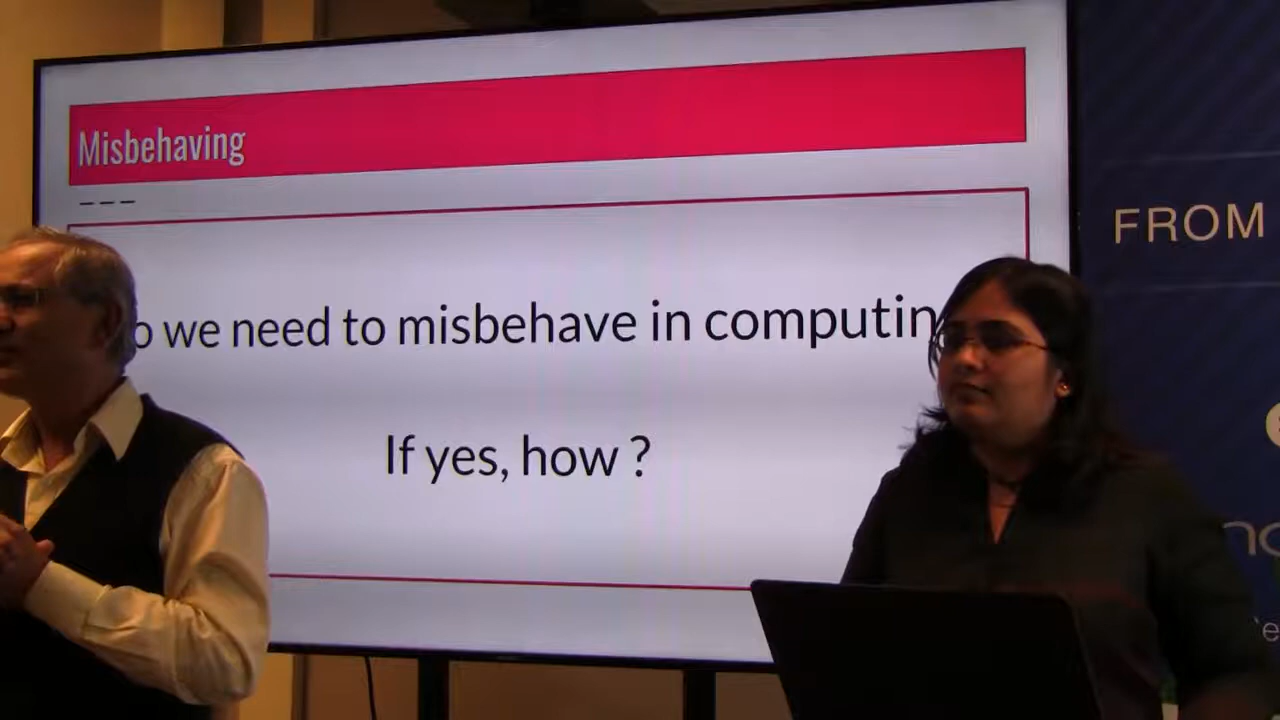 Misbehaving
---
o we need to misbehave in computin
If yes, how ?
FROM